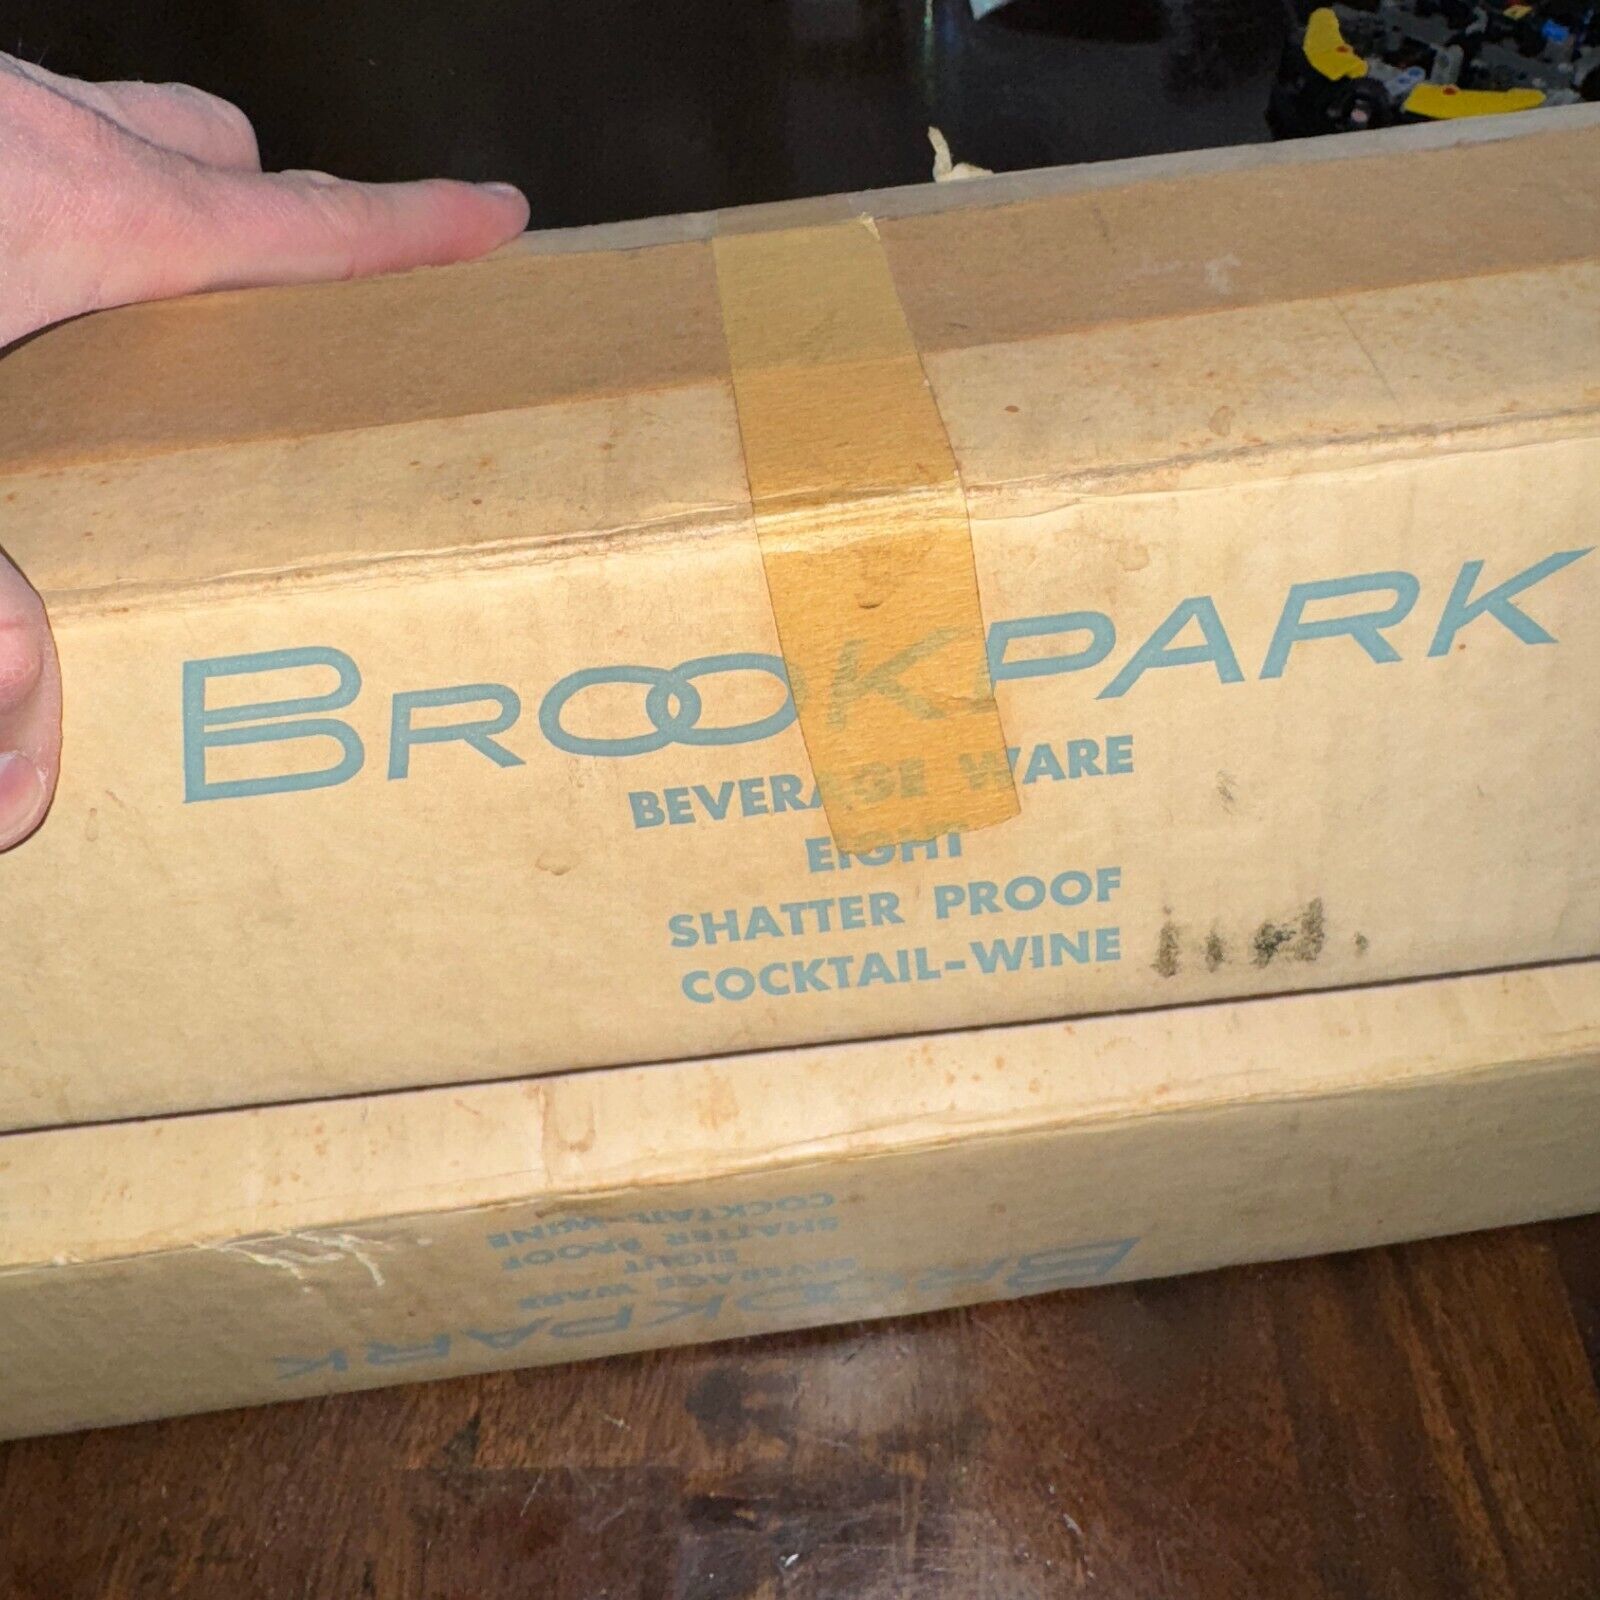 BROOKPARK
BEVERAGE WARE
EIGHT
SHATTER PROOF
COCKTAIL-WINE
BROOKPARK
BEVERAGE WARE
EIGHT
SHATTER PROOF
COCKTAIL-WINE